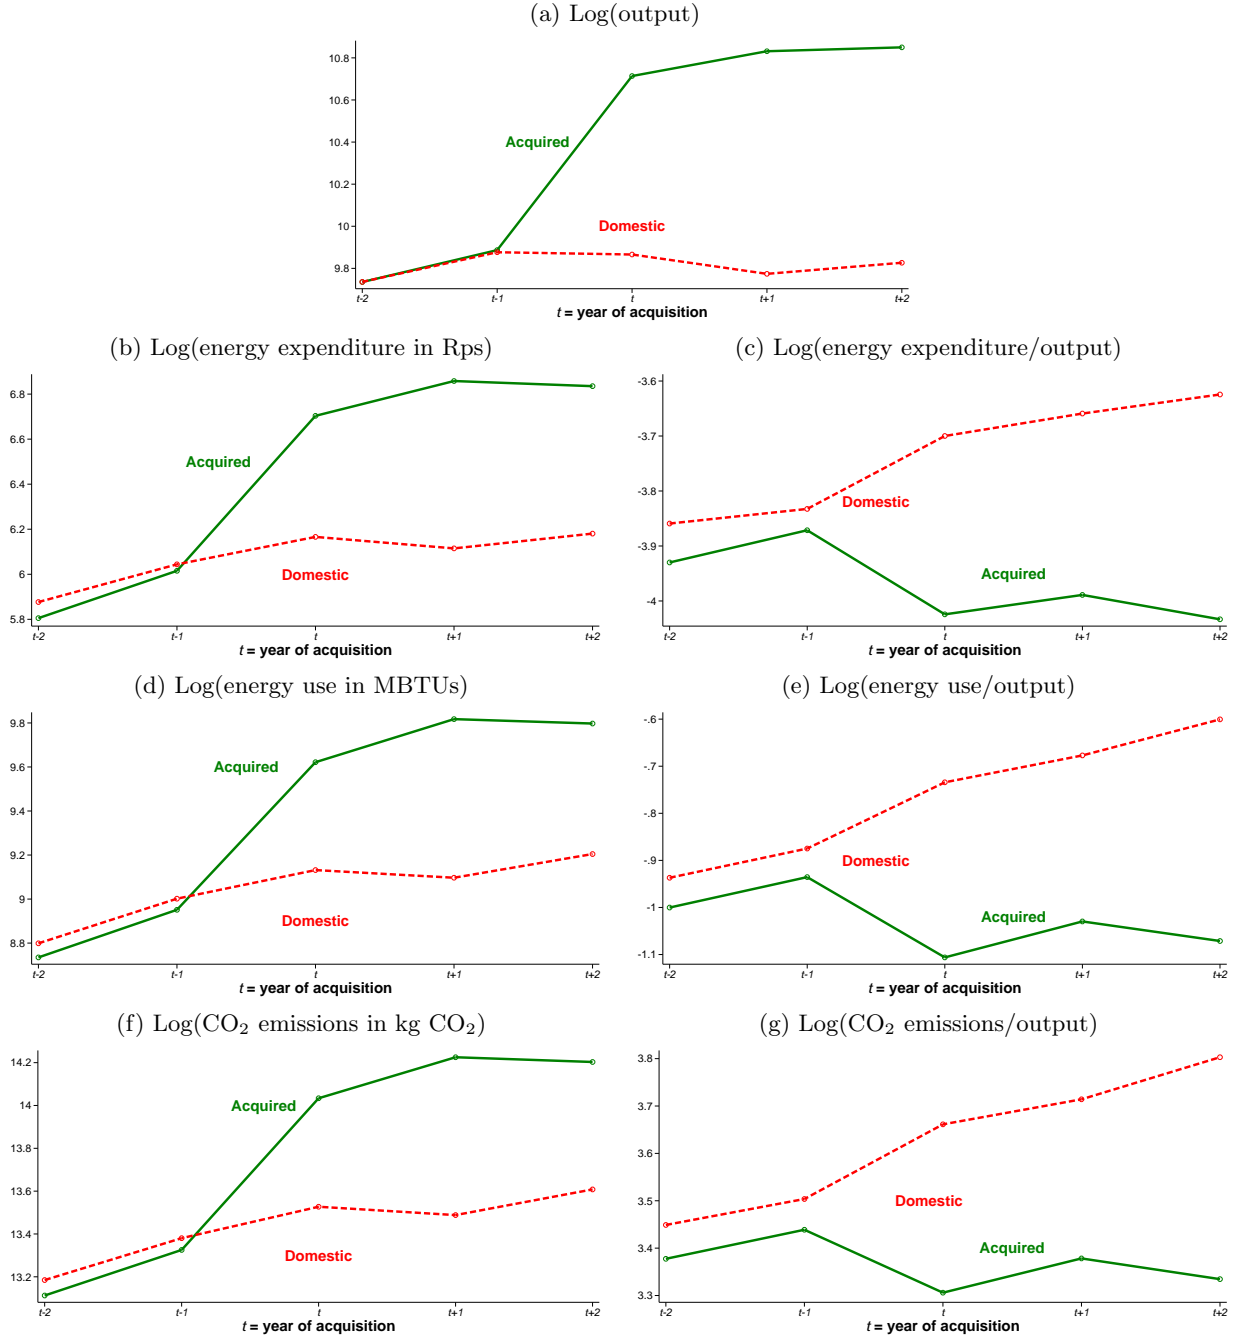 (a) Log(output)
10.8
10.6
10.4
10.2
10
9.8
Acquired
Domestic
t-2 t-1 t t+1 t+2
t = year of acquisition
(b) Log(energy expenditure in Rps)
6.8
6.6
6.4
6.2
6
5.8
Acquired
Domestic
t-2 t-1 t t+1 t+2
t = year of acquisition
(c) Log(energy expenditure/output)
-3.6
-3.7
-3.8
-3.9
-4
Domestic
Acquired
t-2 t-1 t t+1 t+2
t = year of acquisition
(d) Log(energy use in MBTUs)
9.8
9.6
9.4
9.2
9
8.8
Acquired
Domestic
t-2 t-1 t t+1 t+2
t = year of acquisition
(e) Log(energy use/output)
-.6
-.7
-.8
-.9
-1
-1.1
Domestic
Acquired
t-2 t-1 t t+1 t+2
t = year of acquisition
(f) Log(CO₂ emissions in kg CO₂)
14.2
14
13.8
13.6
13.4
13.2
Acquired
Domestic
t-2 t-1 t t+1 t+2
t = year of acquisition
(g) Log(CO₂ emissions/output)
3.8
3.7
3.6
3.5
3.4
3.3
Domestic
Acquired
t-2 t-1 t t+1 t+2
t = year of acquisition